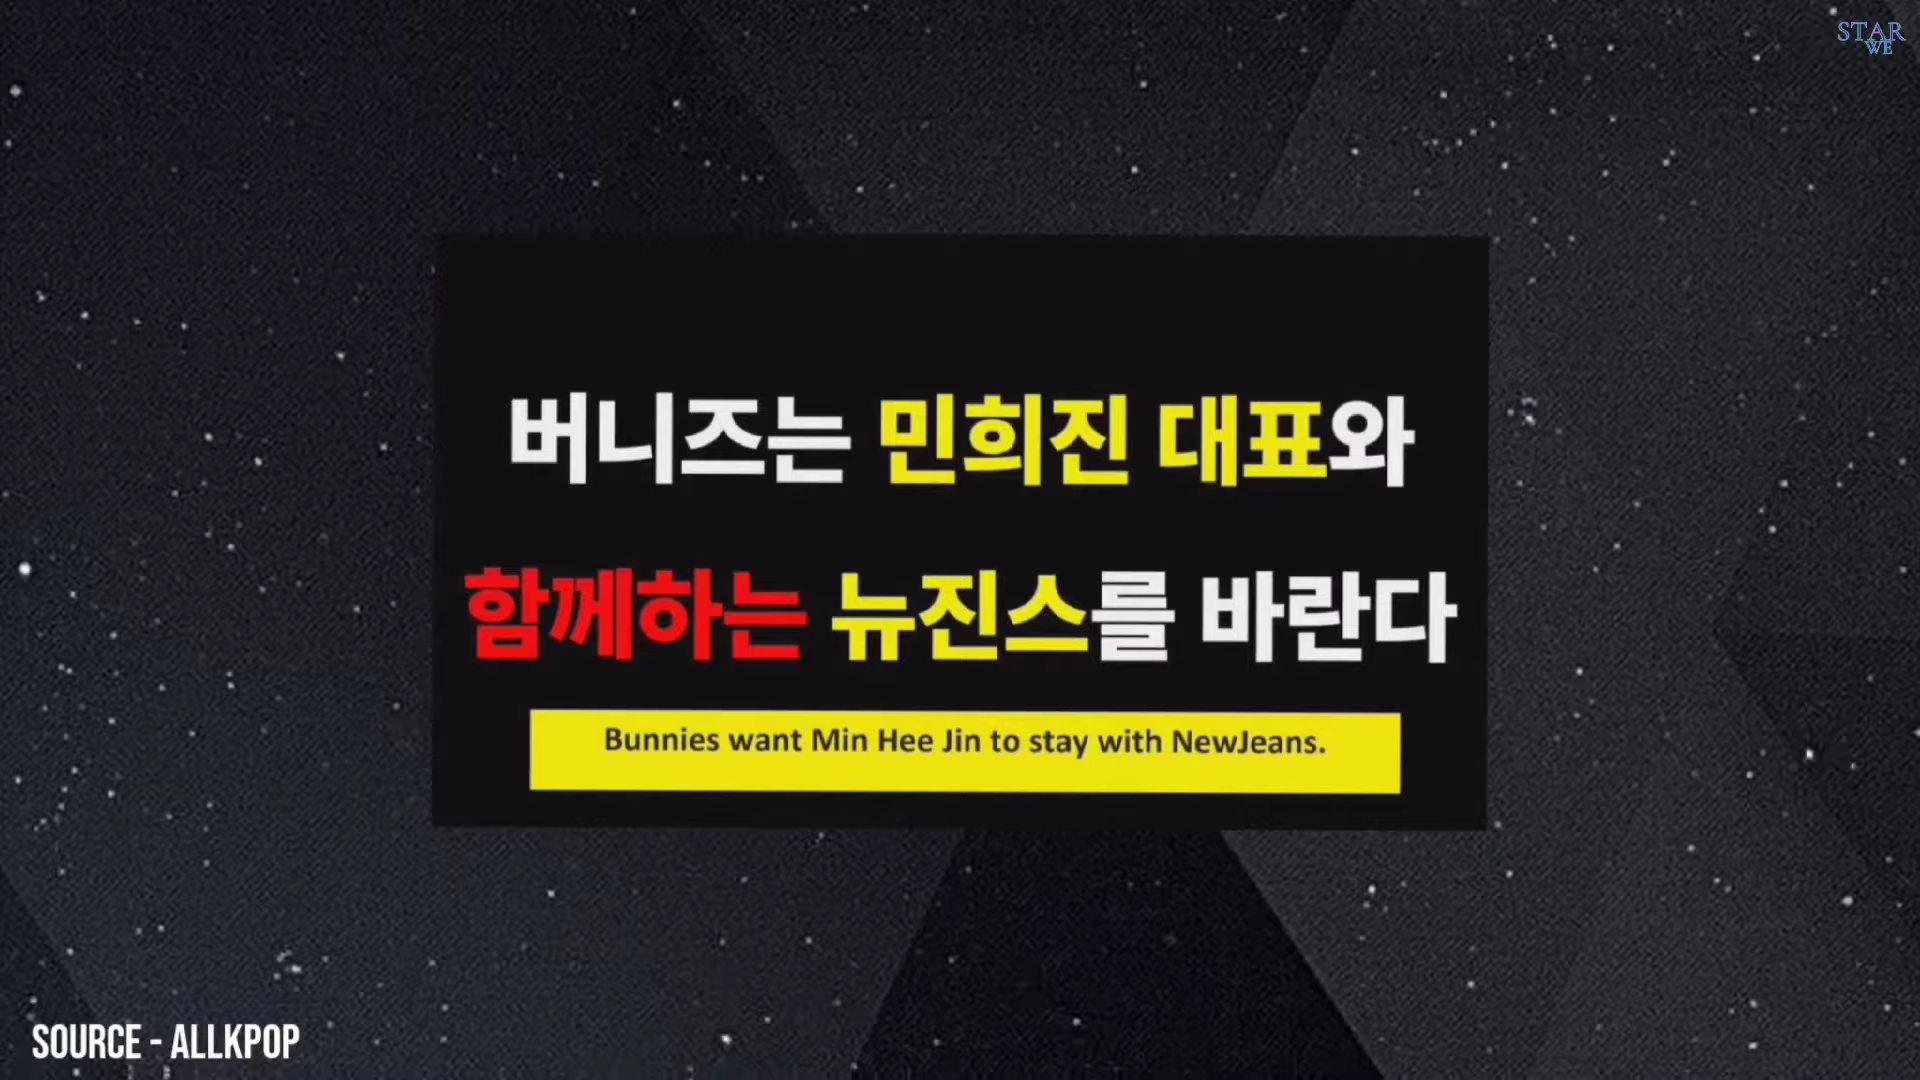 STAR
WE
버니즈는 민희진 대표와
함께하는 뉴진스를 바란다
Bunnies want Min Hee Jin to stay with NewJeans.
SOURCE - ALLKPOP